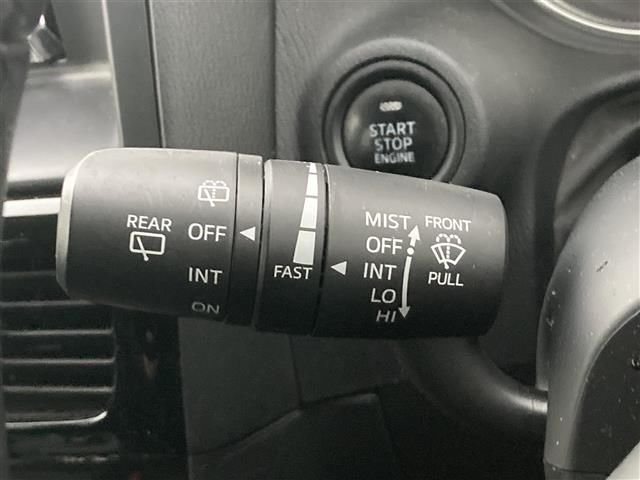 START
STOP
ENGINE
REAR
OFF
INT
ON
FAST
MIST
OFF
INT
LO
HI
FRONT
PULL